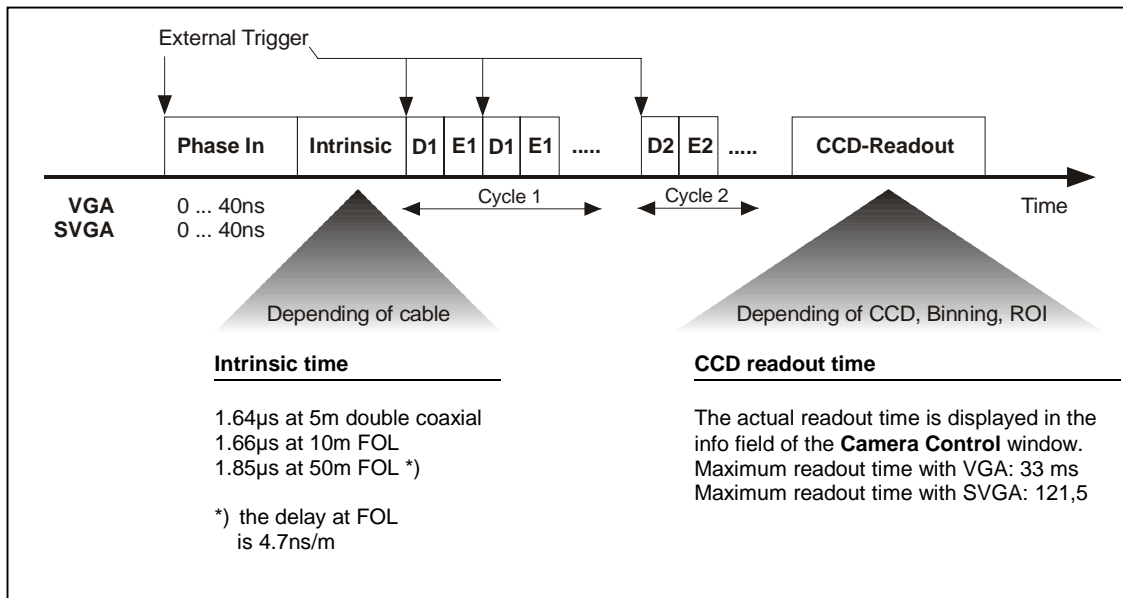 External Trigger
Phase In Intrinsic D1 E1 D1 E1 ..... D2 E2 ..... CCD-Readout
Cycle 1 Cycle 2 Time
VGA 0 ... 40ns
SVGA 0 ... 40ns
Depending of cable
Depending of CCD, Binning, ROI
Intrinsic time
1.64µs at 5m double coaxial
1.66µs at 10m FOL
1.85µs at 50m FOL *)
*) the delay at FOL
is 4.7ns/m
CCD readout time
The actual readout time is displayed in the
info field of the Camera Control window.
Maximum readout time with VGA: 33 ms
Maximum readout time with SVGA: 121,5